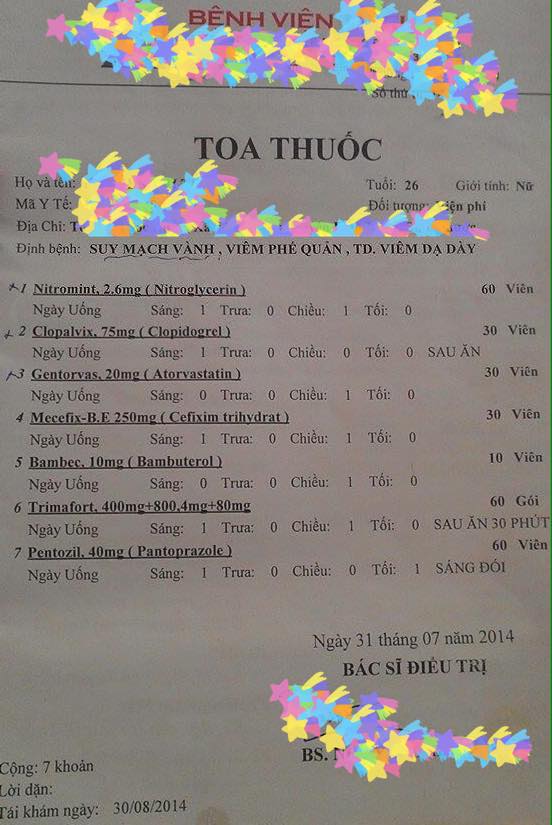 BỆNH VIỆN
Số thứ
TOA THUỐC
Họ và tên:
Tuổi: 26 Giới tính: Nữ
Mã Y Tế:
Đối tượng: Viện phí
Địa Chỉ:
Định bệnh: SUY MẠCH VÀNH , VIÊM PHẾ QUẢN , TD. VIÊM DẠ DÀY
1 Nitromint, 2.6mg ( Nitroglycerin ) 60 Viên
Ngày Uống Sáng: 1 Trưa: 0 Chiều: 1 Tối: 0
2 Clopalvix, 75mg ( Clopidogrel ) 30 Viên
Ngày Uống Sáng: 1 Trưa: 0 Chiều: 0 Tối: 0 SAU ĂN
3 Gentorvas, 20mg ( Atorvastatin ) 30 Viên
Ngày Uống Sáng: 0 Trưa: 0 Chiều: 1 Tối: 0
4 Mecefix-B.E 250mg ( Cefixim trihydrat ) 30 Viên
Ngày Uống Sáng: 1 Trưa: 0 Chiều: 1 Tối: 0
5 Bambec, 10mg ( Bambuterol ) 10 Viên
Ngày Uống Sáng: 0 Trưa: 0 Chiều: 1 Tối: 0
6 Trimafort, 400mg+800,4mg+80mg 60 Gói
Ngày Uống Sáng: 1 Trưa: 0 Chiều: 1 Tối: 0 SAU ĂN 30 PHÚT
7 Pentozil, 40mg ( Pantoprazole ) 60 Viên
Ngày Uống Sáng: 1 Trưa: 0 Chiều: 0 Tối: 1 SÁNG ĐÓI
Ngày 31 tháng 07 năm 2014
BÁC SĨ ĐIỀU TRỊ
BS.
Cộng: 7 khoản
Lời dặn:
Tái khám ngày: 30/08/2014